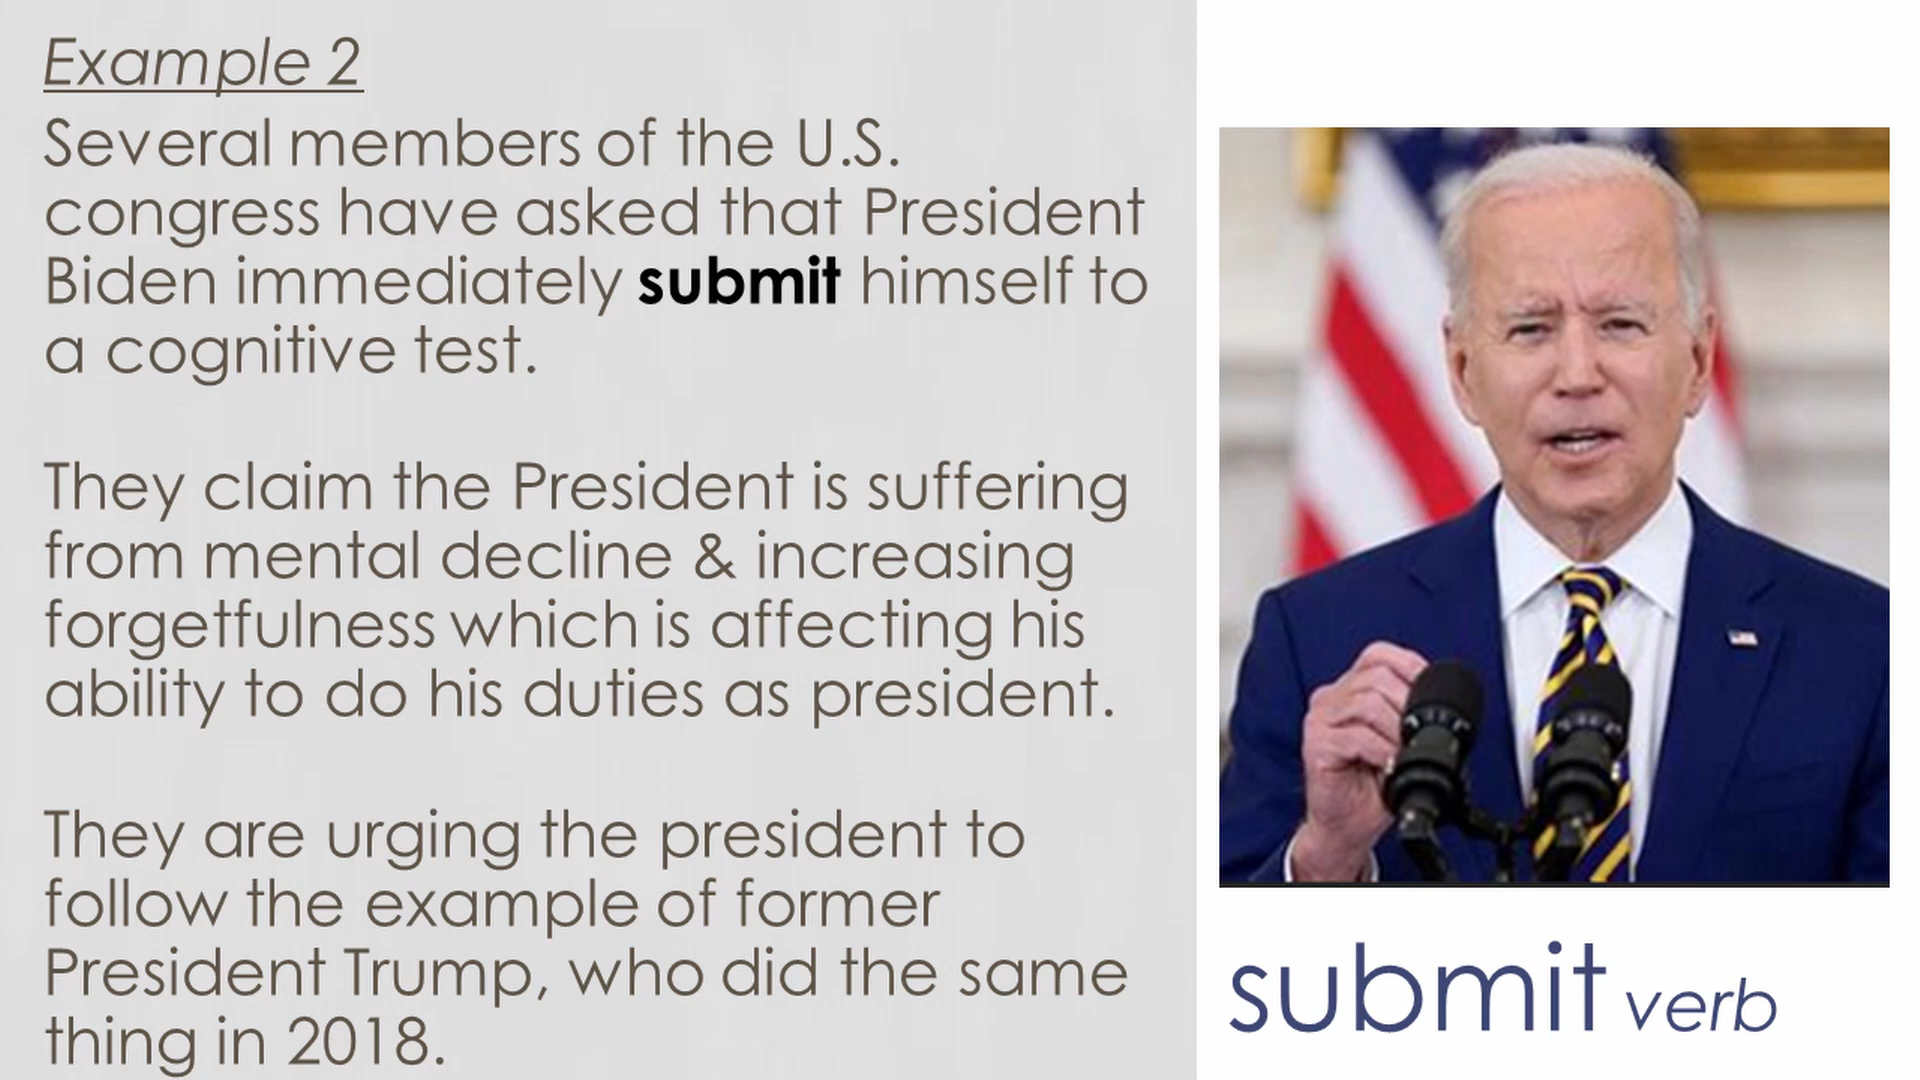 Example 2
Several members of the U.S.
congress have asked that President
Biden immediately submit himself to
a cognitive test.
They claim the President is suffering
from mental decline & increasing
forgetfulness which is affecting his
ability to do his duties as president.
They are urging the president to
follow the example of former
President Trump, who did the same
thing in 2018.
submit verb